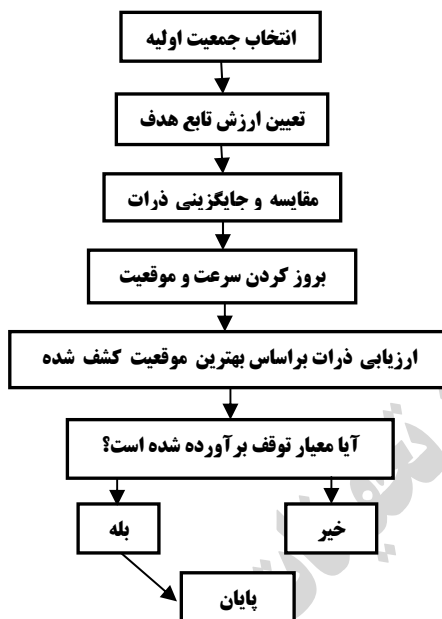 انتخاب جمعیت اولیه
تعیین ارزش تابع هدف
مقایسه و جایگزینی ذرات
بروز کردن سرعت و موقعیت
ارزیابی ذرات براساس بهترین موقعیت کشف شده
آیا معیار توقف برآورده شده است؟
خیر
بله
پایان